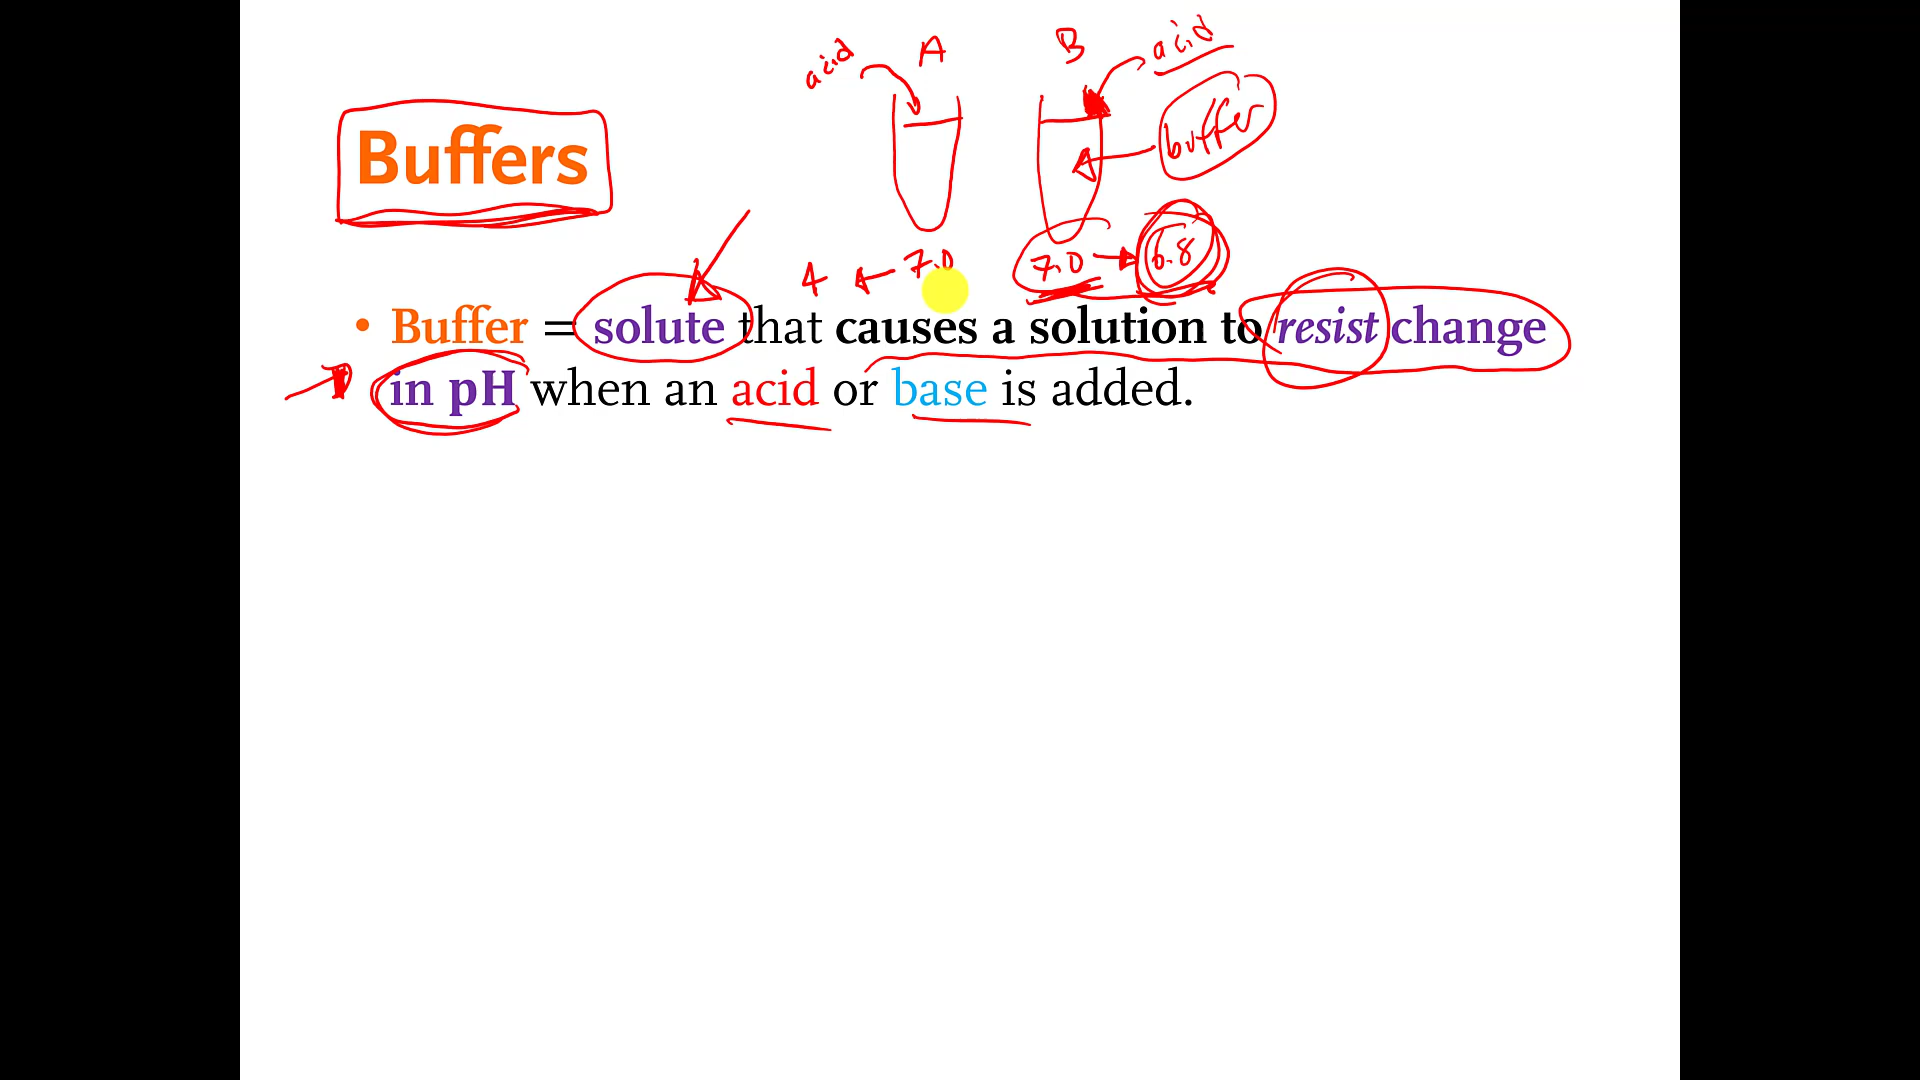 acid A B acid
buffer
Buffers
4 ← 7.0 7.0 → 6.8
• Buffer = solute that causes a solution to resist change
in pH when an acid or base is added.